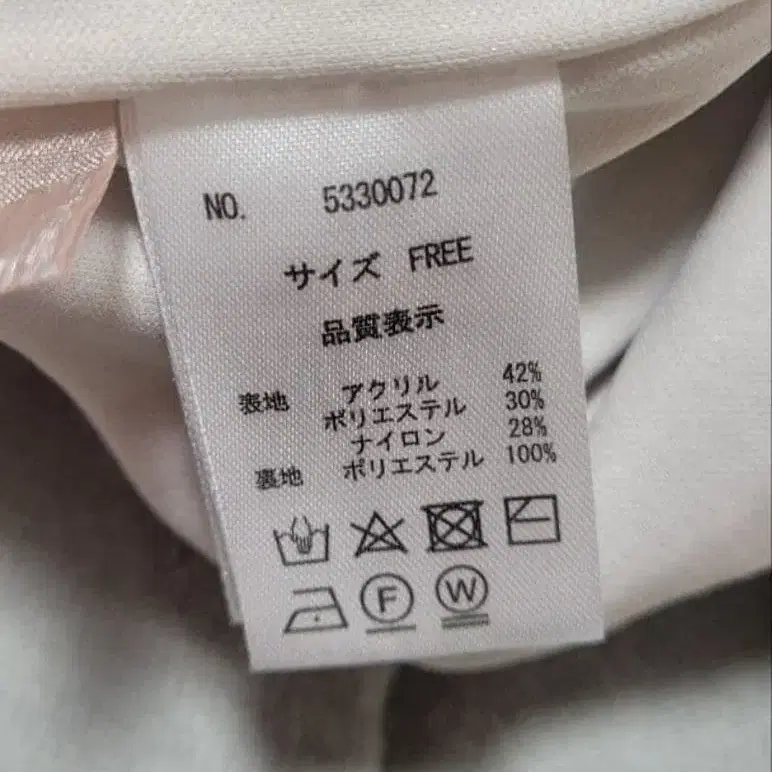 NO. 5330072
サイズ FREE
品質表示
表地 アクリル 42%
ポリエステル 30%
ナイロン 28%
裏地 ポリエステル 100%
F W